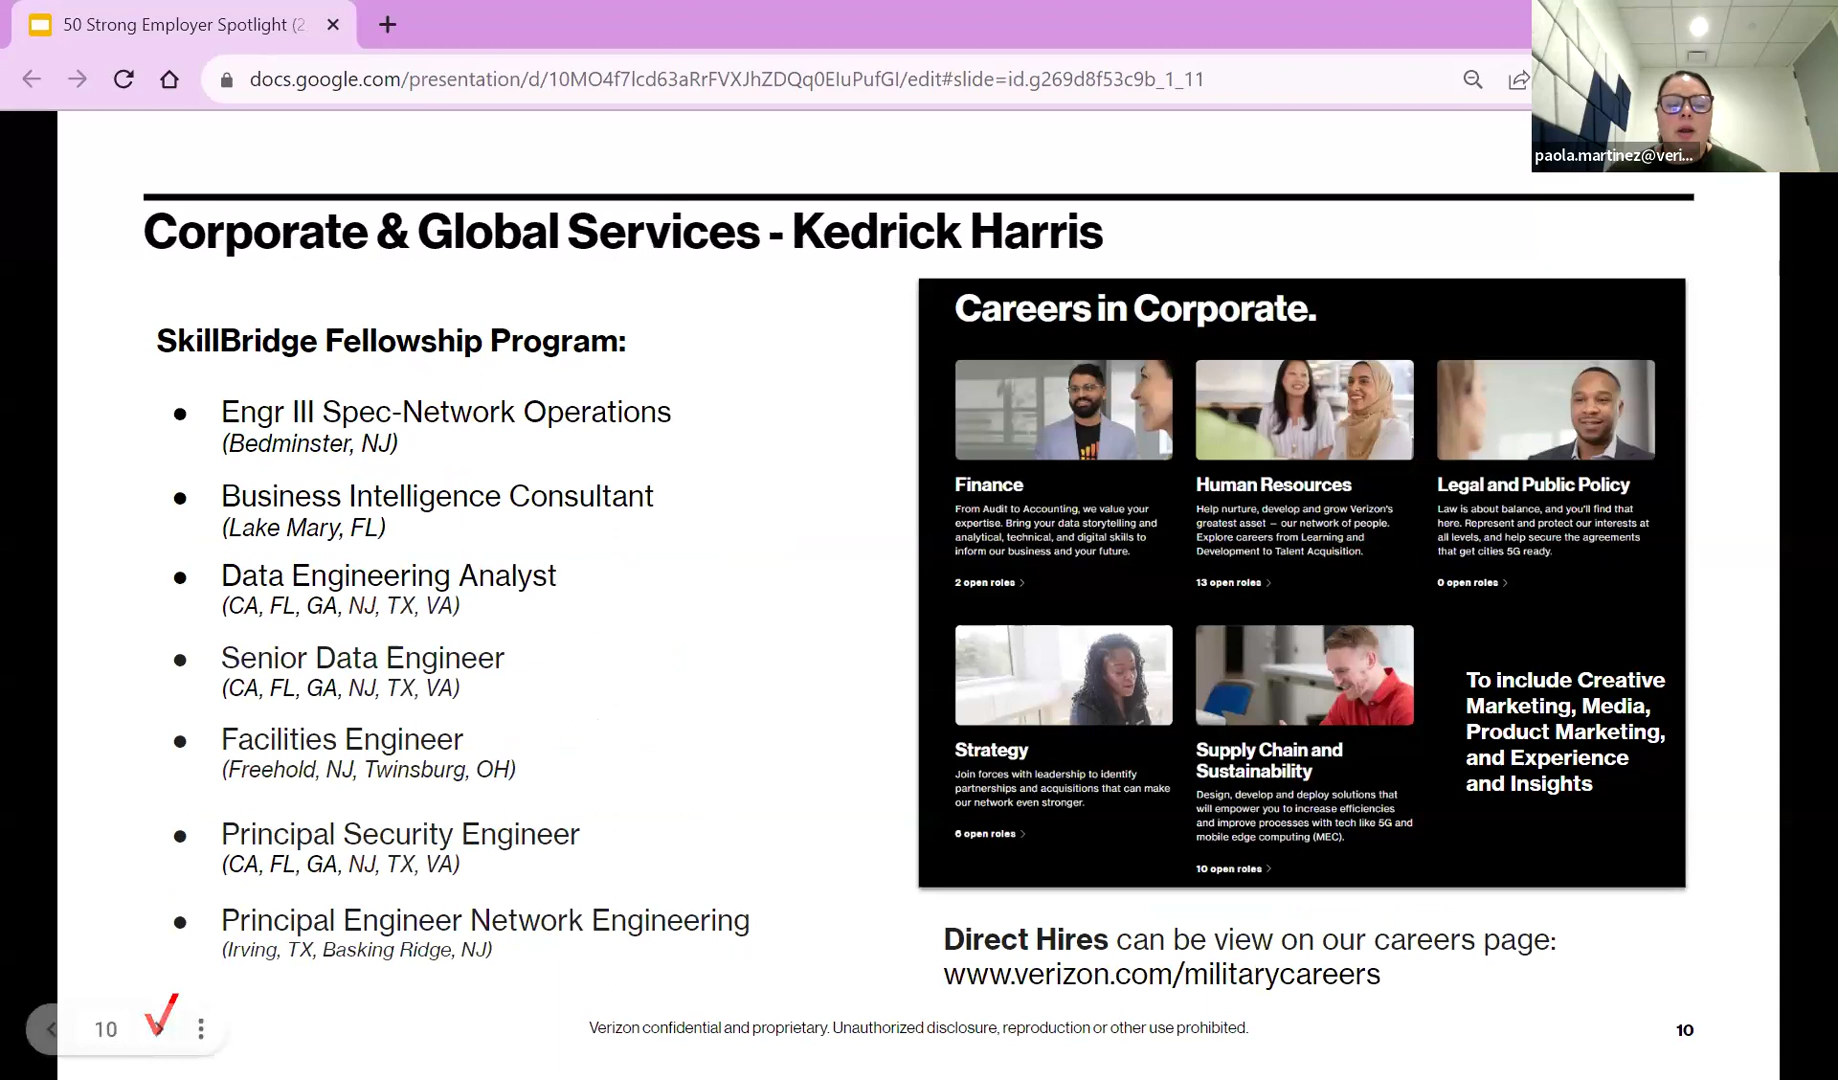 50 Strong Employer Spotlight (2
docs.google.com/presentation/d/10MO4f7lcd63aRrFVXJhZDQq0EIuPufGI/edit#slide=id.g269d8f53c9b_1_11
paola.martinez@veri...
Corporate & Global Services - Kedrick Harris
SkillBridge Fellowship Program:
● Engr III Spec-Network Operations
(Bedminster, NJ)
● Business Intelligence Consultant
(Lake Mary, FL)
● Data Engineering Analyst
(CA, FL, GA, NJ, TX, VA)
● Senior Data Engineer
(CA, FL, GA, NJ, TX, VA)
● Facilities Engineer
(Freehold, NJ, Twinsburg, OH)
● Principal Security Engineer
(CA, FL, GA, NJ, TX, VA)
● Principal Engineer Network Engineering
(Irving, TX, Basking Ridge, NJ)
Careers in Corporate.
Finance
From Audit to Accounting, we value your
expertise. Bring your data storytelling and
analytical, technical, and digital skills to
inform our business and your future.
2 open roles >
Human Resources
Help nurture, develop and grow Verizon's
greatest asset — our network of people.
Explore careers from Learning and
Development to Talent Acquisition.
13 open roles >
Legal and Public Policy
Law is about balance, and you'll find that
here. Represent and protect our interests at
all levels, and help secure the agreements
that get cities 5G ready.
0 open roles >
Strategy
Join forces with leadership to identify
partnerships and acquisitions that can make
our network even stronger.
6 open roles >
Supply Chain and
Sustainability
Design, develop and deploy solutions that
will empower you to increase efficiencies
and improve processes with tech like 5G and
mobile edge computing (MEC).
10 open roles >
To include Creative
Marketing, Media,
Product Marketing,
and Experience
and Insights
Direct Hires can be view on our careers page:
www.verizon.com/militarycareers
10
Verizon confidential and proprietary. Unauthorized disclosure, reproduction or other use prohibited.
10